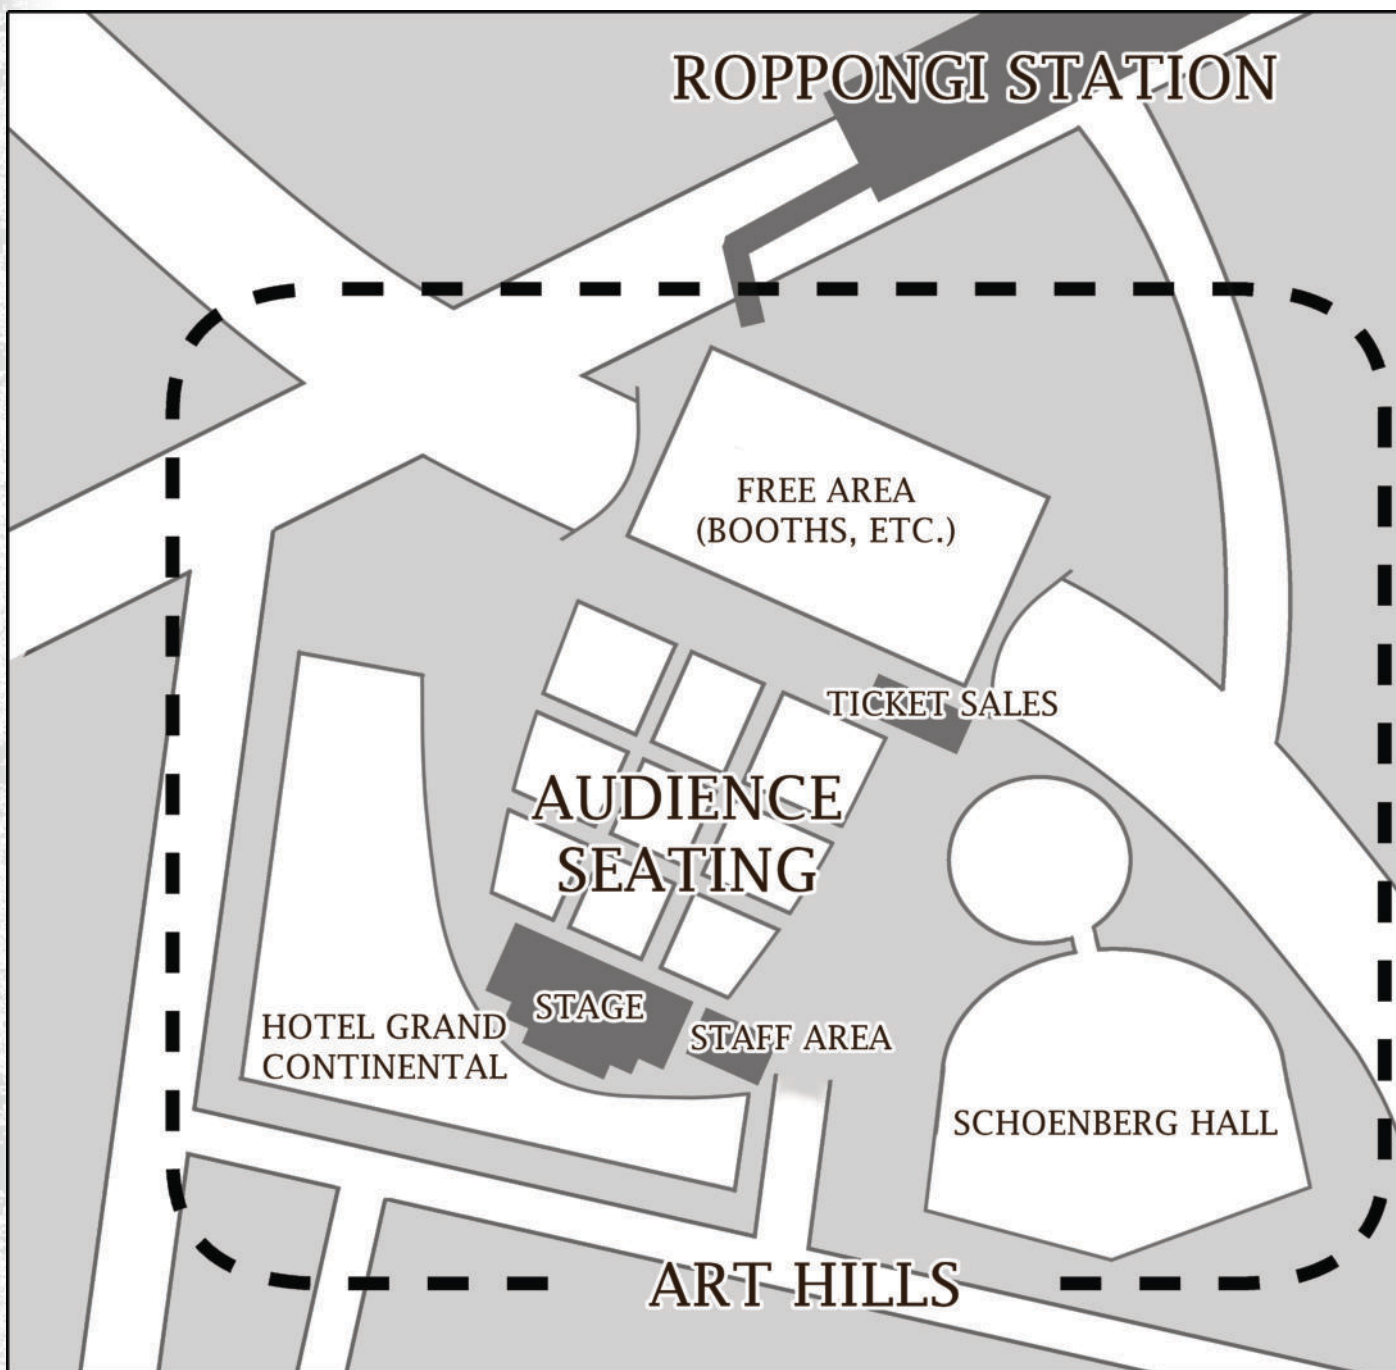 ROPPONGI STATION
FREE AREA
(BOOTHS, ETC.)
TICKET SALES
AUDIENCE
SEATING
STAGE
STAFF AREA
HOTEL GRAND
CONTINENTAL
SCHOENBERG HALL
ART HILLS